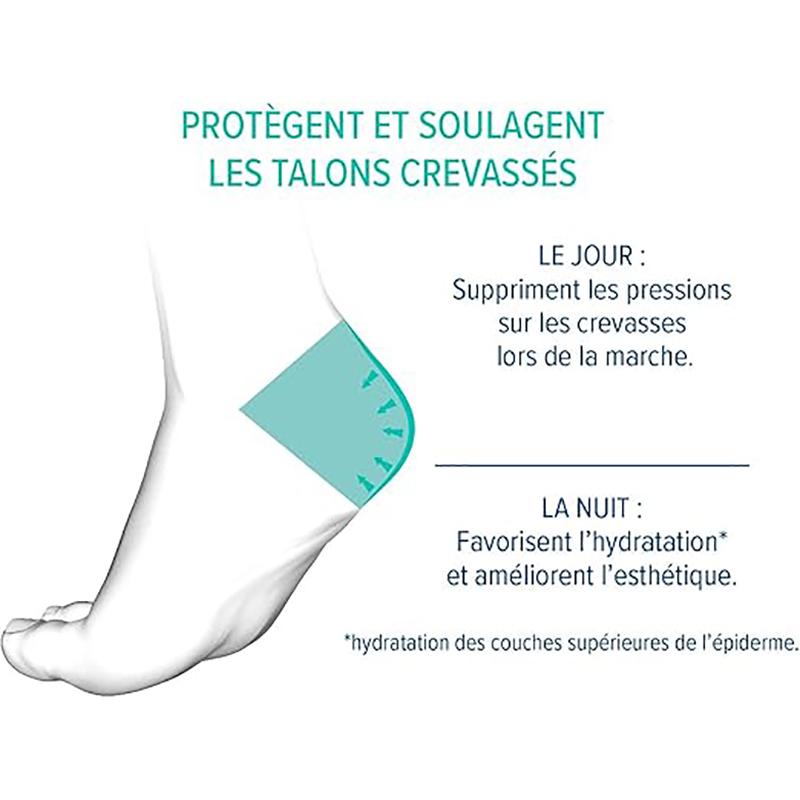 PROTÈGENT ET SOULAGENT
LES TALONS CREVASSÉS
LE JOUR :
Suppriment les pressions
sur les crevasses
lors de la marche.
LA NUIT :
Favorisent l'hydratation*
et améliorent l'esthétique.
*hydratation des couches supérieures de l'épiderme.